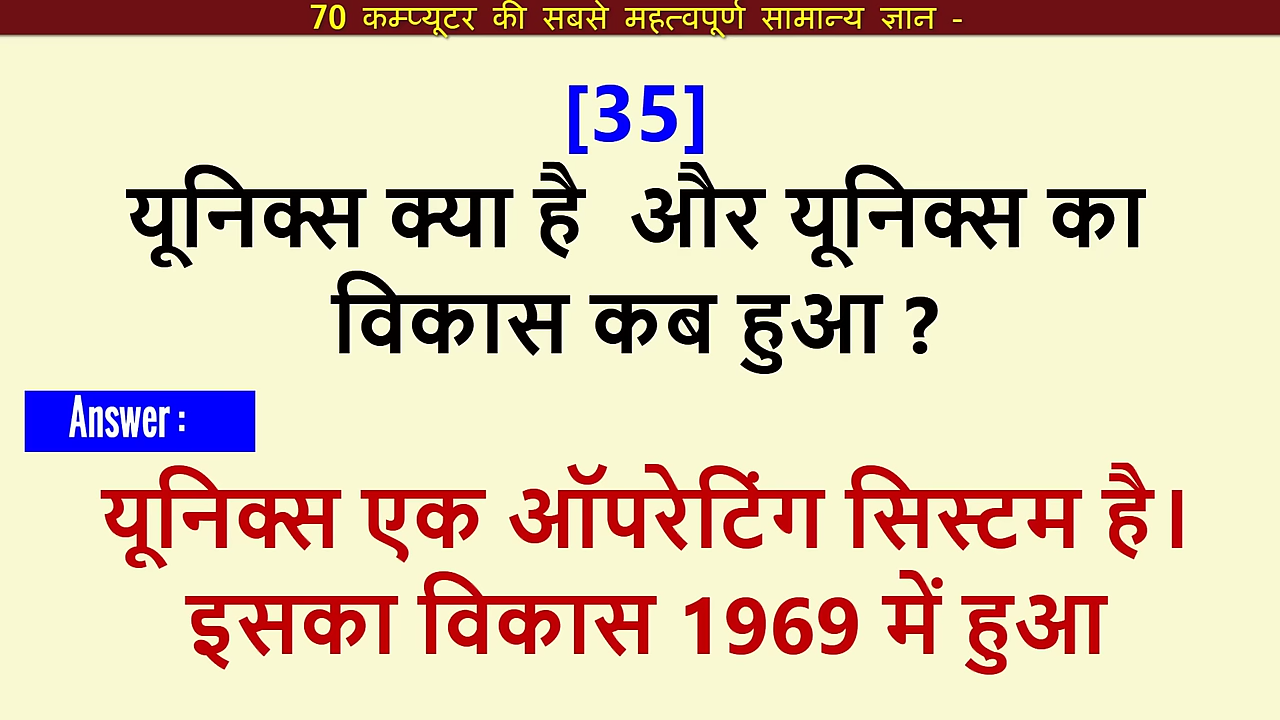 70 कम्प्यूटर की सबसे महत्वपूर्ण सामान्य ज्ञान -
[35]
यूनिक्स क्या है और यूनिक्स का
विकास कब हुआ ?
Answer :
यूनिक्स एक ऑपरेटिंग सिस्टम है।
इसका विकास 1969 में हुआ